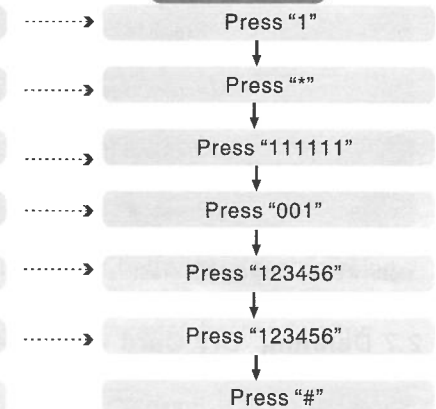 Press “1”
Press “*”
Press “111111”
Press “001”
Press “123456”
Press “123456”
Press “#”